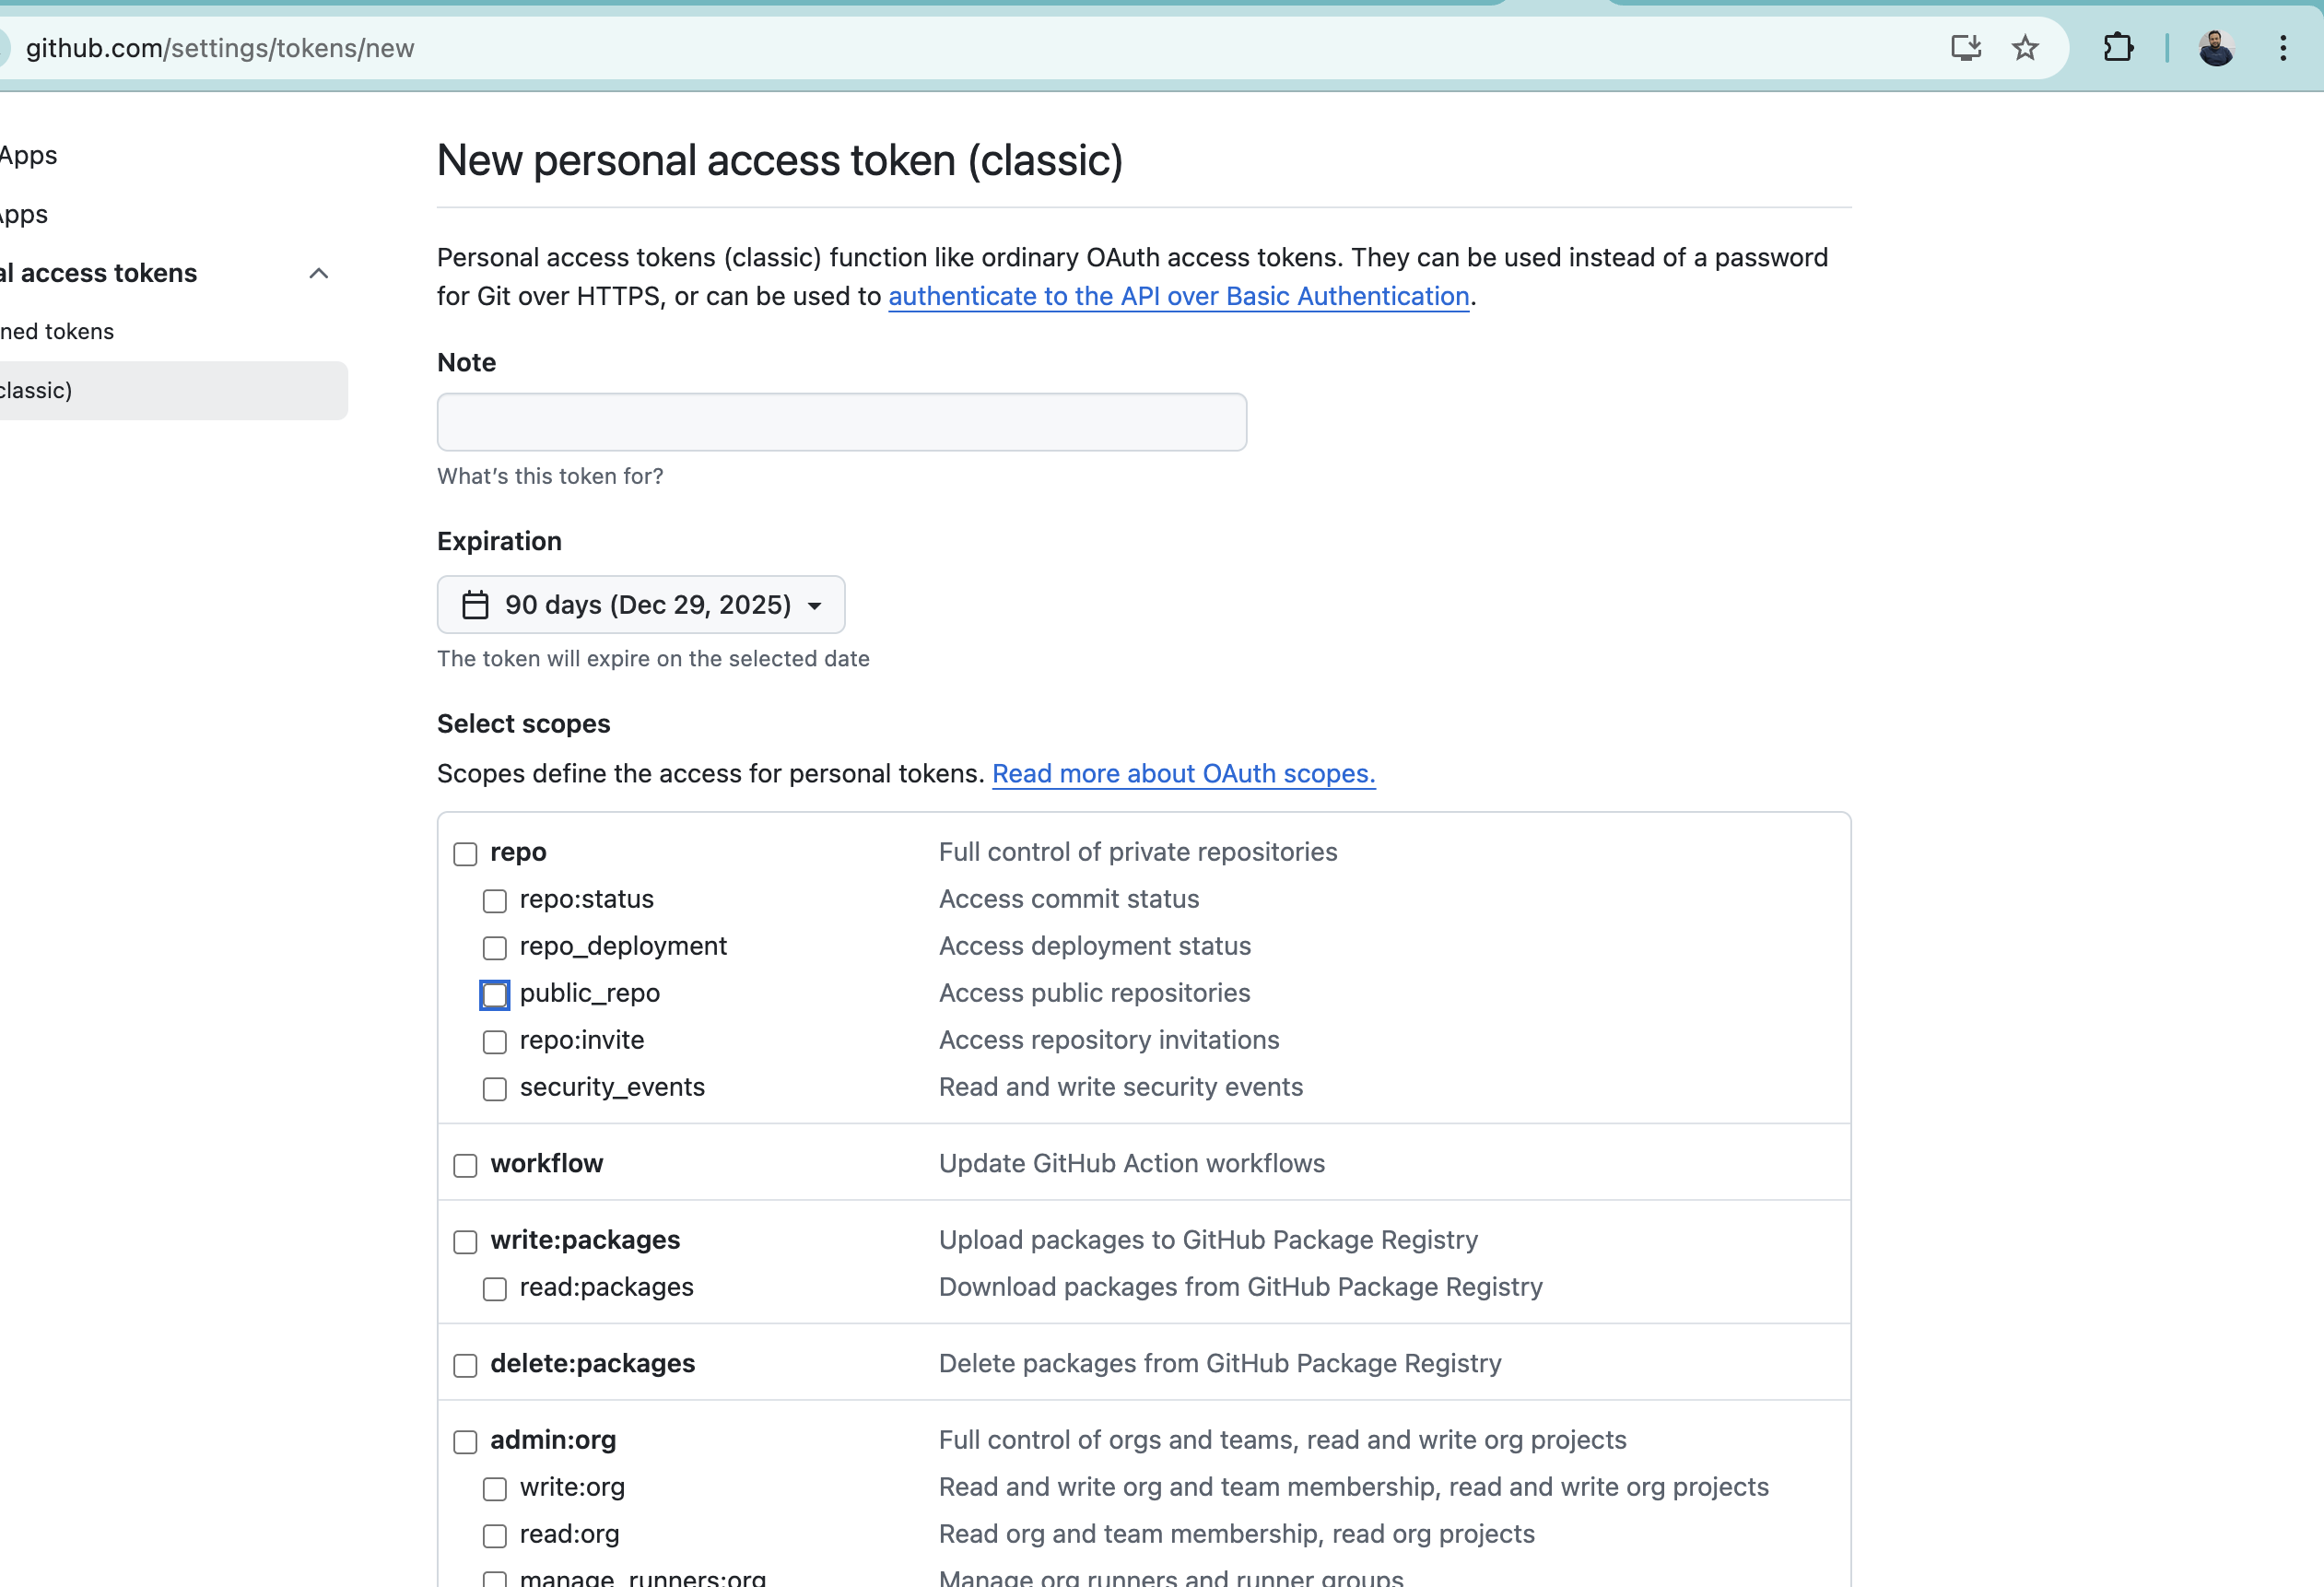 github.com/settings/tokens/new
Apps
Apps
al access tokens
ned tokens
classic)
New personal access token (classic)
Personal access tokens (classic) function like ordinary OAuth access tokens. They can be used instead of a password
for Git over HTTPS, or can be used to authenticate to the API over Basic Authentication.
Note
What's this token for?
Expiration
90 days (Dec 29, 2025)
The token will expire on the selected date
Select scopes
Scopes define the access for personal tokens. Read more about OAuth scopes.
repo Full control of private repositories
repo:status Access commit status
repo_deployment Access deployment status
public_repo Access public repositories
repo:invite Access repository invitations
security_events Read and write security events
workflow Update GitHub Action workflows
write:packages Upload packages to GitHub Package Registry
read:packages Download packages from GitHub Package Registry
delete:packages Delete packages from GitHub Package Registry
admin:org Full control of orgs and teams, read and write org projects
write:org Read and write org and team membership, read and write org projects
read:org Read org and team membership, read org projects
manage_runners:org Manage org runners and runner groups